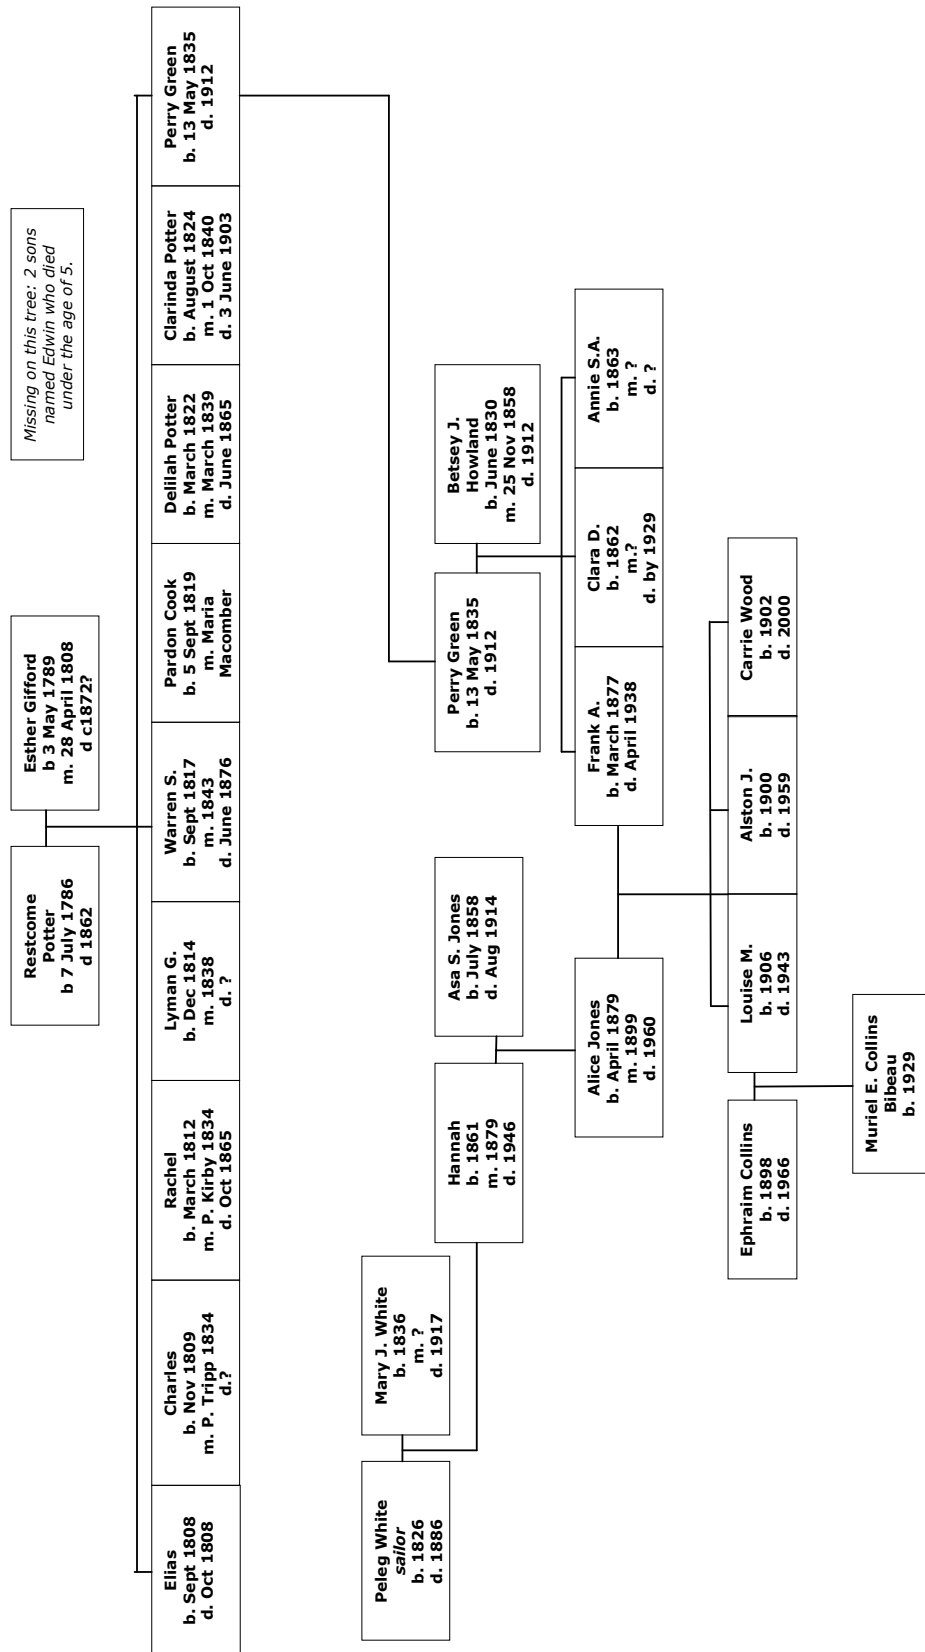 Restcome
Potter
b 7 July 1786
d 1862
Esther Gifford
b 3 May 1789
m. 28 April 1808
d c1872?
Missing on this tree: 2 sons
named Edwin who died
under the age of 5.
Elias
b. Sept 1808
d. Oct 1808
Charles
b. Nov 1809
m. P. Tripp 1834
d.?
Rachel
b. March 1812
m. P. Kirby 1834
d. Oct 1865
Lyman G.
b. Dec 1814
m. 1838
d. ?
Warren S.
b. Sept 1817
m. 1843
d. June 1876
Pardon Cook
b. 5 Sept 1819
m. Maria
Macomber
Delilah Potter
b. March 1822
m. March 1839
d. June 1865
Clarinda Potter
b. August 1824
m. 1 Oct 1840
d. 3 June 1903
Perry Green
b. 13 May 1835
d. 1912
Peleg White
sailor
b. 1826
d. 1886
Mary J. White
b. 1836
m. ?
d. 1917
Hannah
b. 1861
m. 1879
d. 1946
Asa S. Jones
b. July 1858
d. Aug 1914
Perry Green
b. 13 May 1835
d. 1912
Betsey J.
Howland
b. June 1830
m. 25 Nov 1858
d. 1912
Alice Jones
b. April 1879
m. 1899
d. 1960
Frank A.
b. March 1877
d. April 1938
Clara D.
b. 1862
m.?
d. by 1929
Annie S.A.
b. 1863
m. ?
d. ?
Ephraim Collins
b. 1898
d. 1966
Louise M.
b. 1906
d. 1943
Alston J.
b. 1900
d. 1959
Carrie Wood
b. 1902
d. 2000
Muriel E. Collins
Bibeau
b. 1929